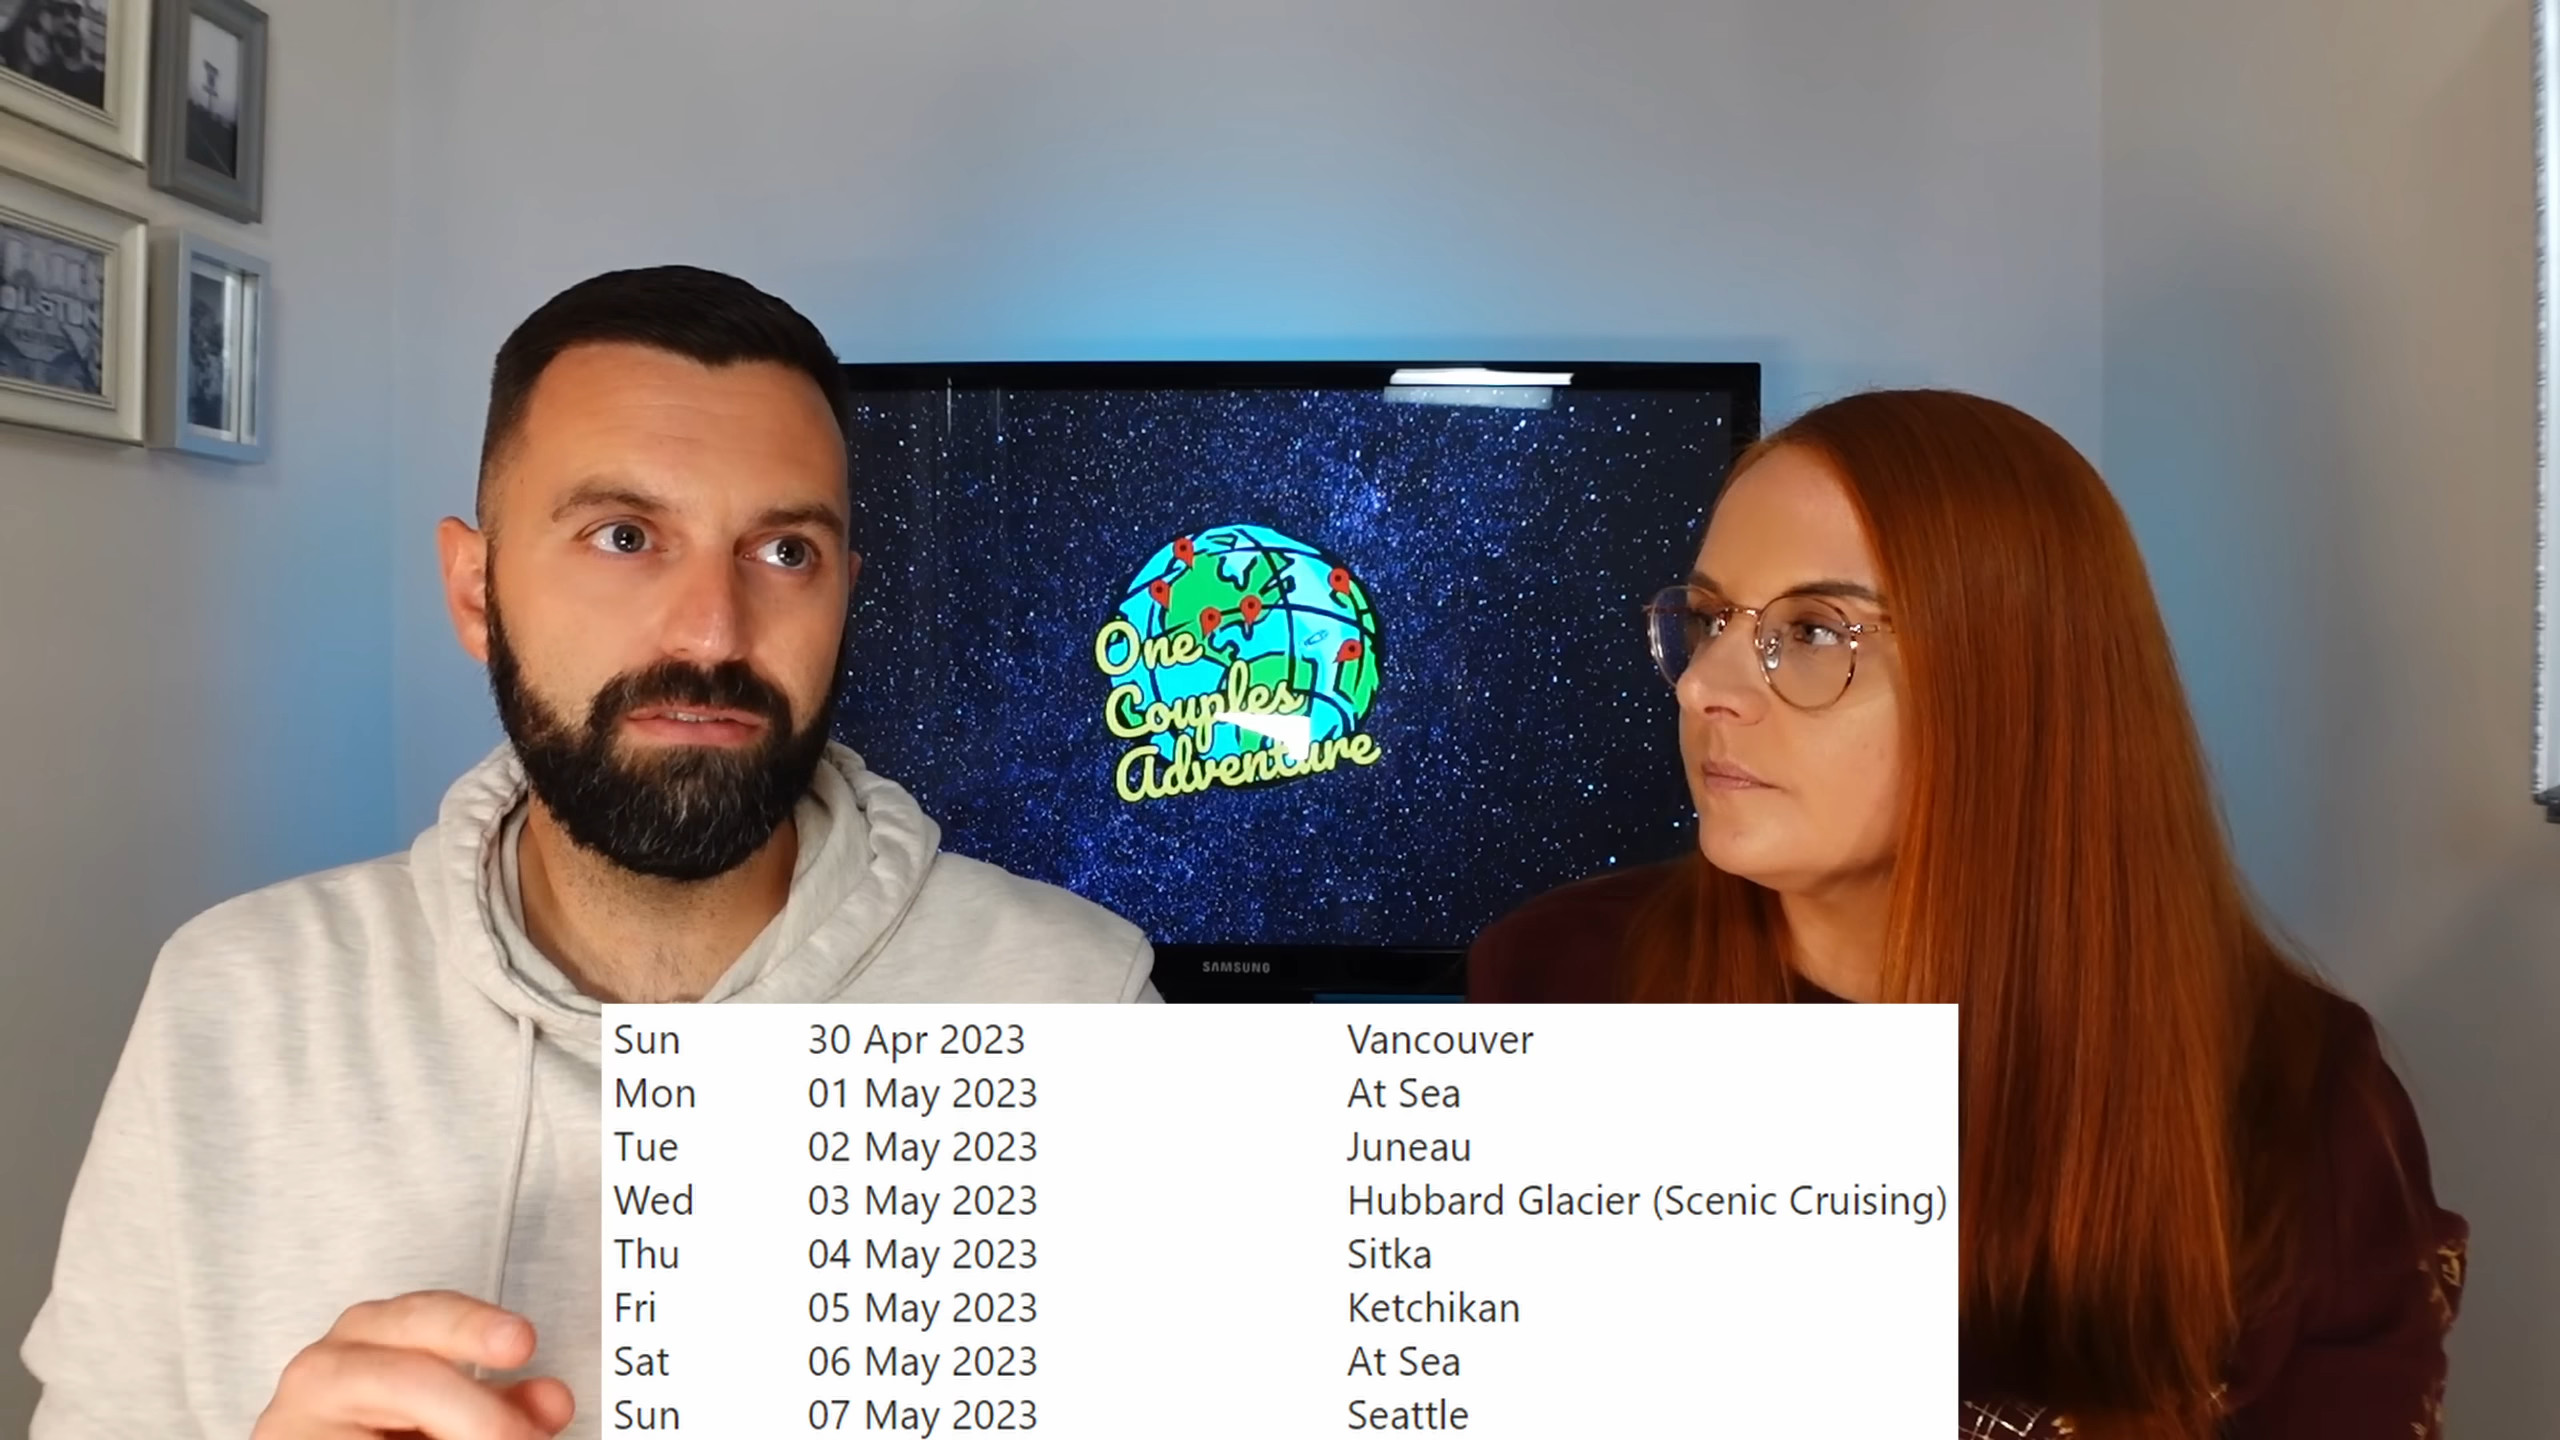 One
Couples
Adventure
SAMSUNG
Sun 30 Apr 2023 Vancouver
Mon 01 May 2023 At Sea
Tue 02 May 2023 Juneau
Wed 03 May 2023 Hubbard Glacier (Scenic Cruising)
Thu 04 May 2023 Sitka
Fri 05 May 2023 Ketchikan
Sat 06 May 2023 At Sea
Sun 07 May 2023 Seattle